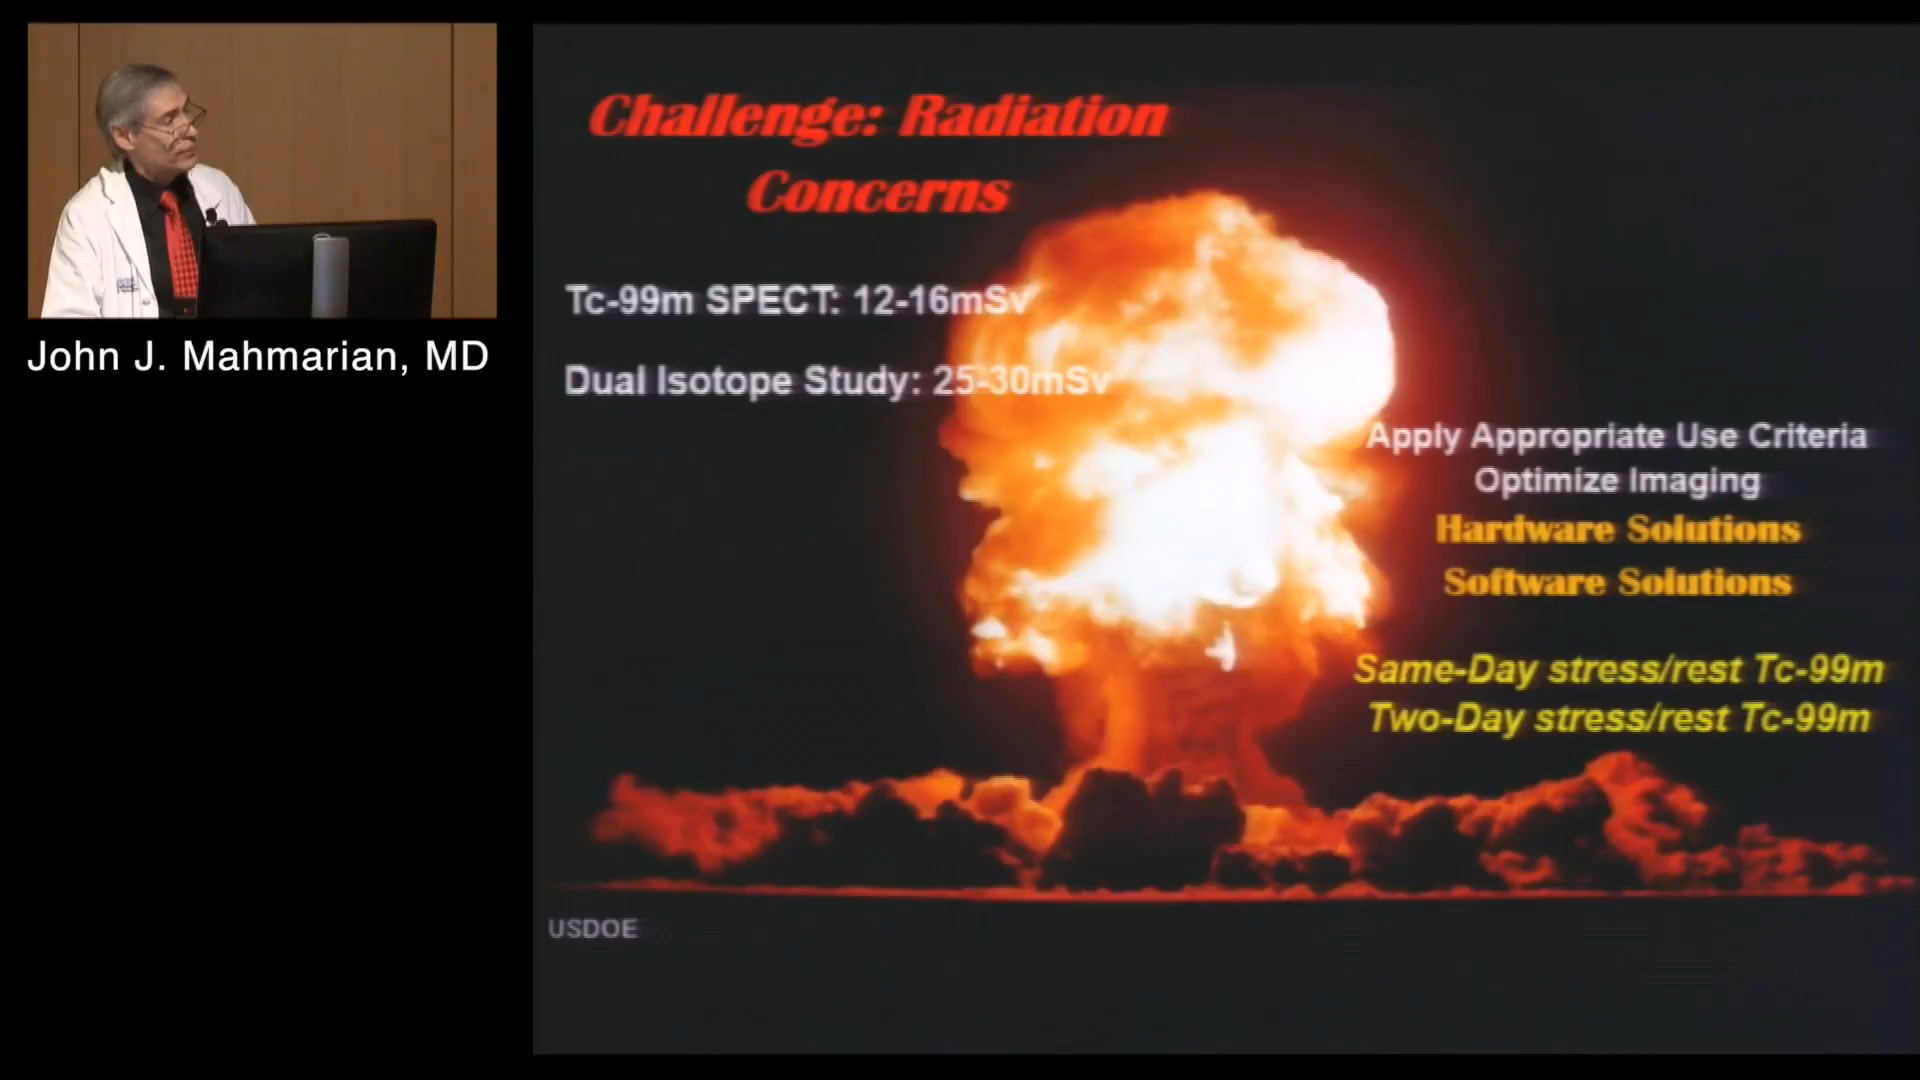 John J. Mahmarian, MD
Challenge: Radiation
Concerns
Tc-99m SPECT: 12-16mSv
Dual Isotope Study: 25-30mSv
Apply Appropriate Use Criteria
Optimize Imaging
Hardware Solutions
Software Solutions
Same-Day stress/rest Tc-99m
Two-Day stress/rest Tc-99m
USDOE